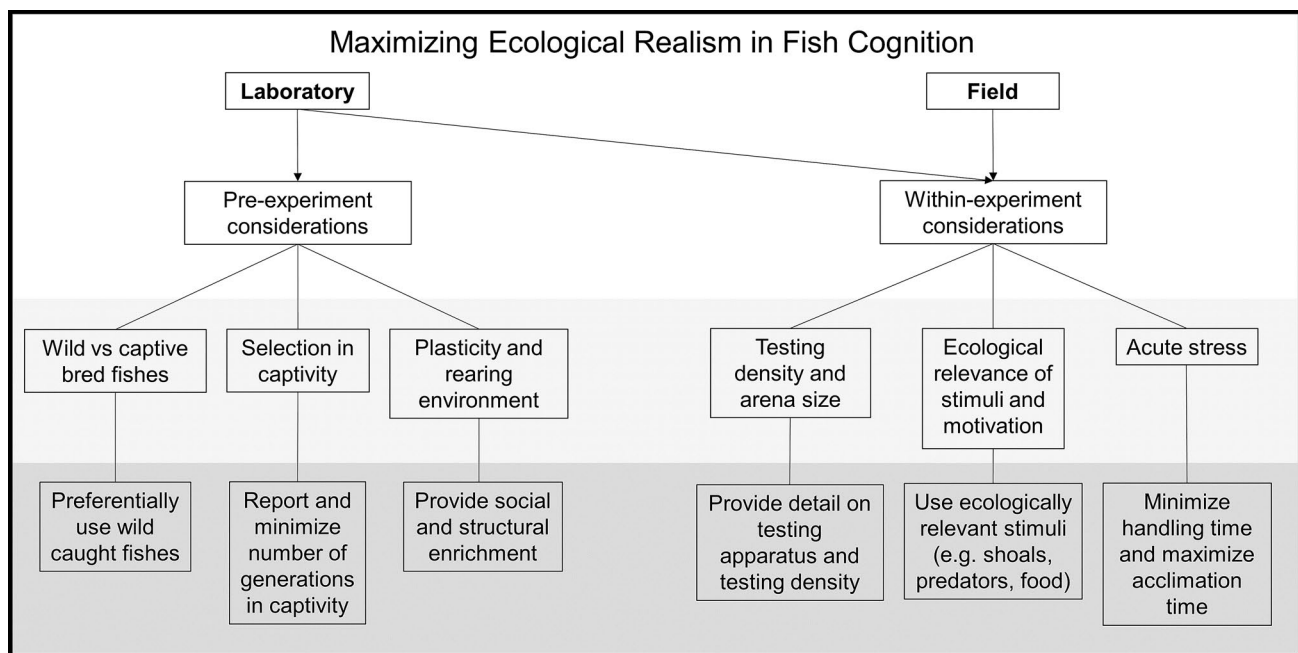 Maximizing Ecological Realism in Fish Cognition
Laboratory
Field
Pre-experiment
considerations
Within-experiment
considerations
Wild vs captive
bred fishes
Selection in
captivity
Plasticity and
rearing
environment
Testing
density and
arena size
Ecological
relevance of
stimuli and
motivation
Acute stress
Preferentially
use wild
caught fishes
Report and
minimize
number of
generations
in captivity
Provide social
and structural
enrichment
Provide detail on
testing
apparatus and
testing density
Use ecologically
relevant stimuli
(e.g. shoals,
predators, food)
Minimize
handling time
and maximize
acclimation
time